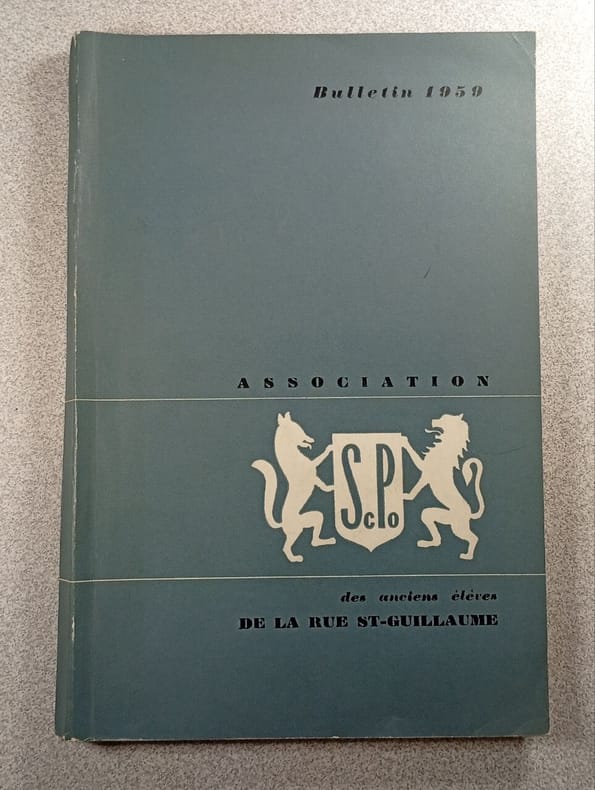 Bulletin 1959
ASSOCIATION
ScPo
des anciens élèves
DE LA RUE ST-GUILLAUME